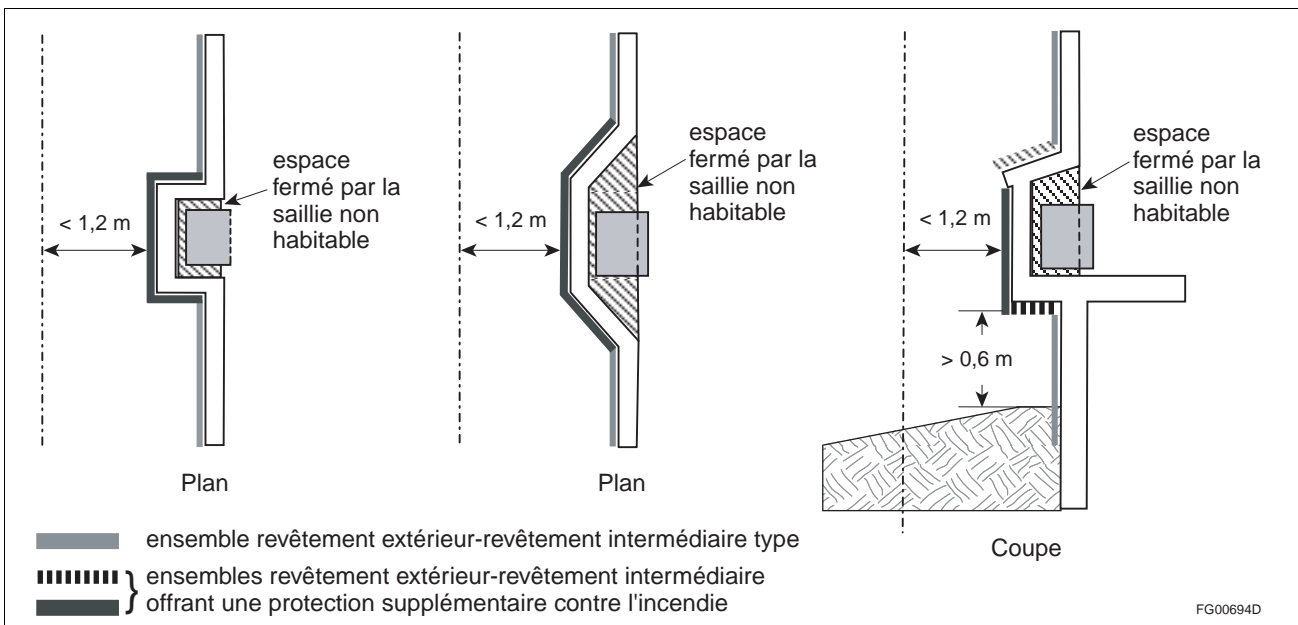 espace
fermé par la
saillie non
habitable
< 1,2 m
Plan
espace
fermé par la
saillie non
habitable
< 1,2 m
Plan
espace
fermé par la
saillie non
habitable
< 1,2 m
> 0,6 m
Coupe
ensemble revêtement extérieur-revêtement intermédiaire type
ensembles revêtement extérieur-revêtement intermédiaire
offrant une protection supplémentaire contre l'incendie
FG00694D